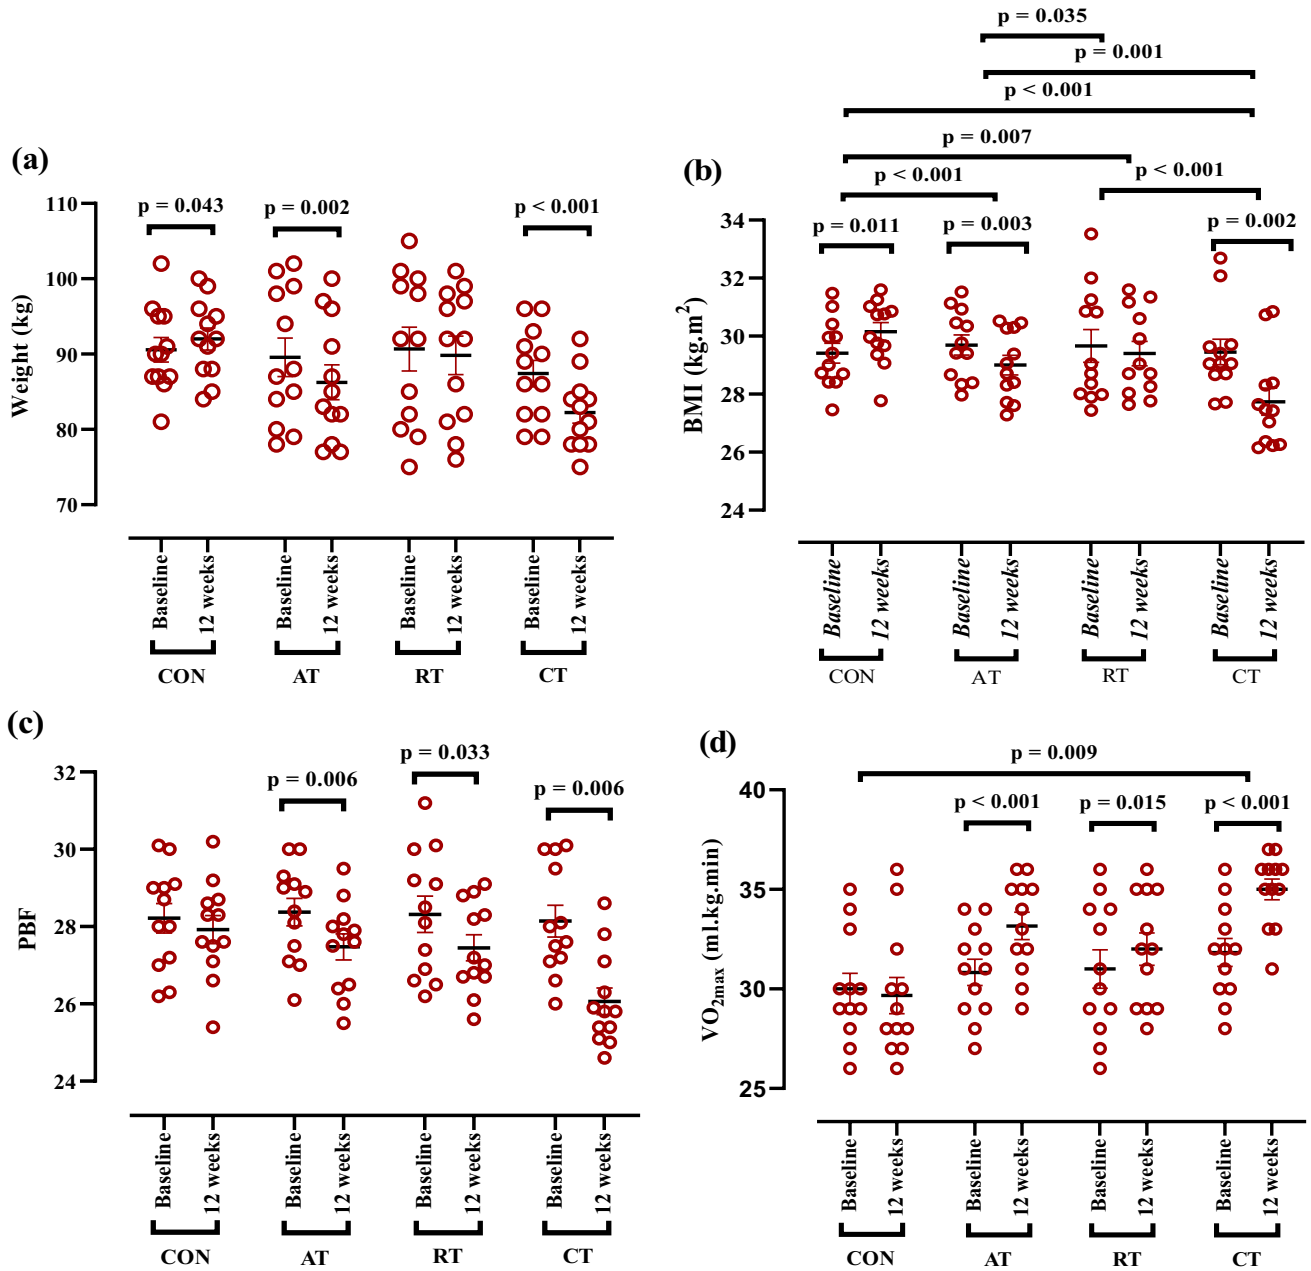 (a)
p = 0.043
p = 0.002
p < 0.001
Weight (kg)
110
100
90
80
70
Baseline
12 weeks
Baseline
12 weeks
Baseline
12 weeks
Baseline
12 weeks
CON
AT
RT
CT
(b)
p = 0.035
p = 0.001
p < 0.001
p = 0.007
p < 0.001
p < 0.001
p = 0.011
p = 0.003
p = 0.002
BMI (kg.m²)
34
32
30
28
26
24
Baseline
12 weeks
Baseline
12 weeks
Baseline
12 weeks
Baseline
12 weeks
CON
AT
RT
CT
(c)
p = 0.006
p = 0.033
p = 0.006
PBF
32
30
28
26
24
Baseline
12 weeks
Baseline
12 weeks
Baseline
12 weeks
Baseline
12 weeks
CON
AT
RT
CT
(d)
p = 0.009
p < 0.001
p = 0.015
p < 0.001
VO2max (ml.kg.min)
40
35
30
25
Baseline
12 weeks
Baseline
12 weeks
Baseline
12 weeks
Baseline
12 weeks
CON
AT
RT
CT